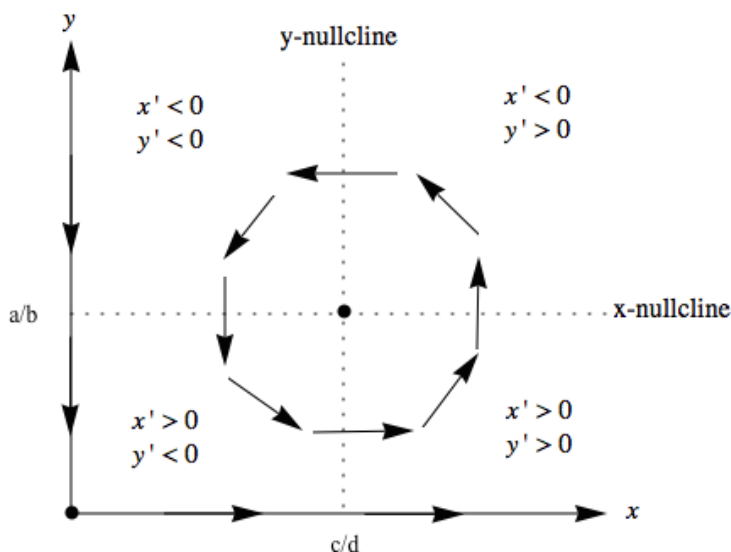 y
y-nullcline
x' < 0
y' < 0
x' < 0
y' > 0
a/b
x-nullcline
x' > 0
y' < 0
x' > 0
y' > 0
x
c/d